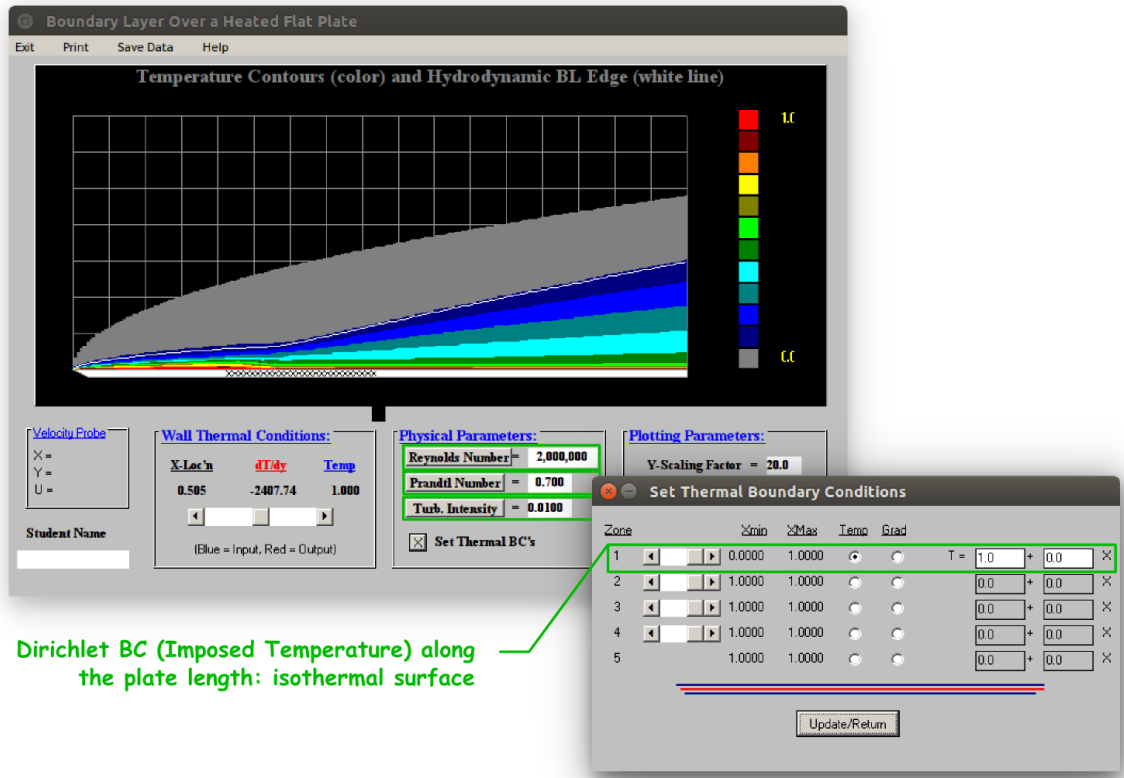 Boundary Layer Over a Heated Flat Plate
Exit Print Save Data Help
Temperature Contours (color) and Hydrodynamic BL Edge (white line)
1.0
0.0
Velocity Probe
X =
Y =
U =
Student Name
Wall Thermal Conditions:
X-Loc'n dT/dy Temp
0.505 -2407.74 1.000
(Blue = Input, Red = Output)
Physical Parameters:
Reynolds Number = 2,000,000
Prandtl Number = 0.700
Turb. Intensity = 0.0100
X Set Thermal BC's
Plotting Parameters:
Y-Scaling Factor = 20.0
Set Thermal Boundary Conditions
Zone Xmin XMax Temp Grad
1 0.0000 1.0000 T = 1.0 + 0.0 X
2 1.0000 1.0000 0.0 + 0.0 X
3 1.0000 1.0000 0.0 + 0.0 X
4 1.0000 1.0000 0.0 + 0.0 X
5 1.0000 1.0000 0.0 + 0.0 X
Update/Return
Dirichlet BC (Imposed Temperature) along
the plate length: isothermal surface